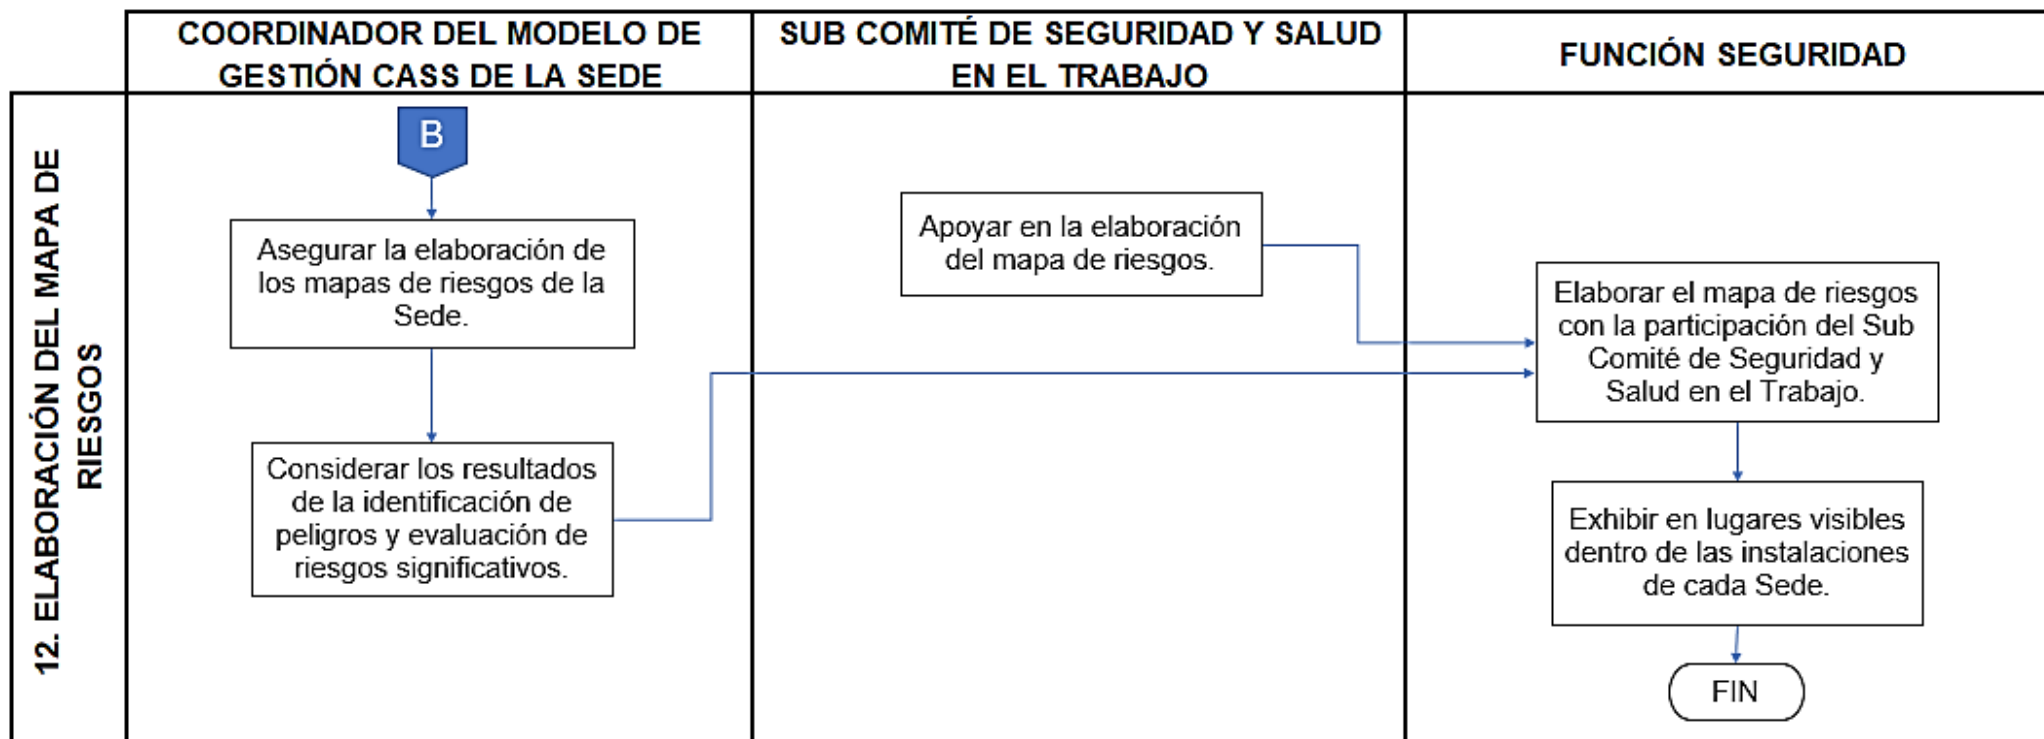 COORDINADOR DEL MODELO DE
GESTIÓN CASS DE LA SEDE
SUB COMITÉ DE SEGURIDAD Y SALUD
EN EL TRABAJO
FUNCIÓN SEGURIDAD
12. ELABORACIÓN DEL MAPA DE
RIESGOS
B
Asegurar la elaboración de
los mapas de riesgos de la
Sede.
Considerar los resultados
de la identificación de
peligros y evaluación de
riesgos significativos.
Apoyar en la elaboración
del mapa de riesgos.
Elaborar el mapa de riesgos
con la participación del Sub
Comité de Seguridad y
Salud en el Trabajo.
Exhibir en lugares visibles
dentro de las instalaciones
de cada Sede.
FIN